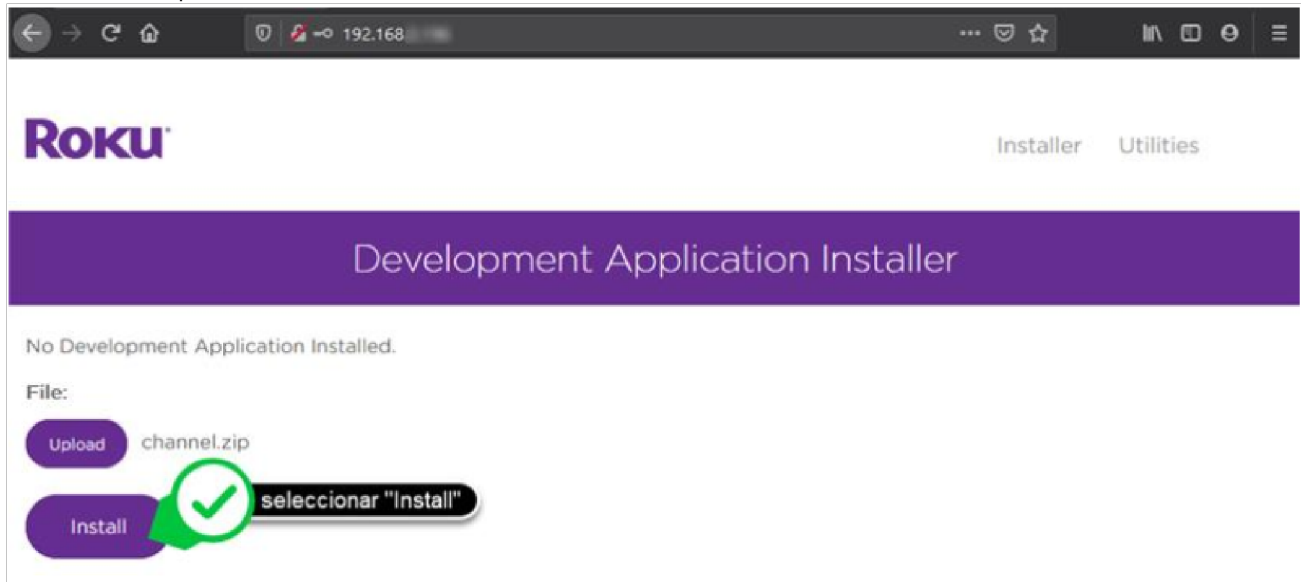 192.168
Roku
Installer Utilities
Development Application Installer
No Development Application Installed.
File:
Upload channel.zip
seleccionar "Install"
Install